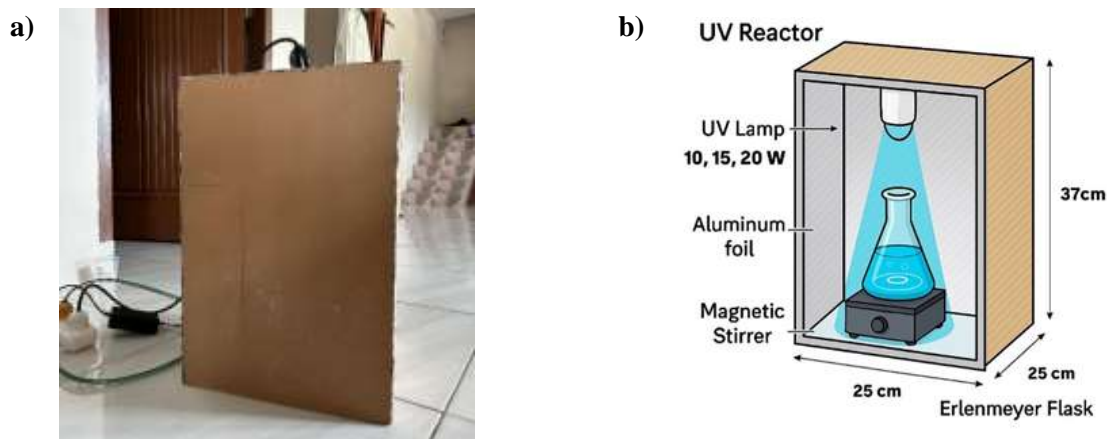 a)
b)
UV Reactor
UV Lamp
10, 15, 20 W
Aluminum
foil
Magnetic
Stirrer
37cm
25 cm
25 cm
Erlenmeyer Flask